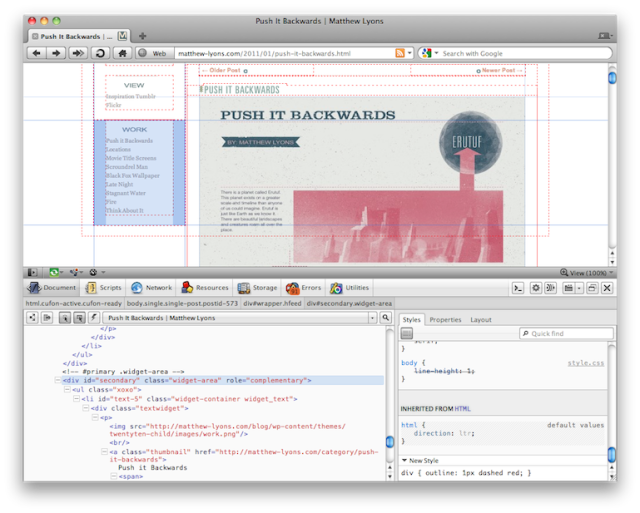 Push It Backwards | Matthew Lyons
Push It Backwards | ...
Web
matthew-lyons.com/2011/01/push-it-backwards.html
Search with Google
← Older Post
Newer Post →
VIEW
Inspiration Tumblr
Flickr
#PUSH IT BACKWARDS
WORK
Push it Backwards
Locations
Movie Title Screens
Scrounded Man
Black Fox Wallpaper
Late Night
Stagnant Water
Fire
Think About It
PUSH IT BACKWARDS
BY: MATTHEW LYONS
ERUTUF
There is a planet called Erutuf.
This planet exists on a greater
scale and timeline than anyone
of us could imagine. Erutuf is
just like Earth as we know it.
There are beautiful landscapes
and creatures roam all over the
place.
View (100%)
Document
Scripts
Network
Resources
Storage
Errors
Utilities
html.cufon-active.cufon-ready
body.single.single-post.postid-573
div#wrapper.hfeed
div#secondary.widget-area
Push It Backwards | Matthew Lyons
Styles
Properties
Layout
Quick find
</p>
</div>
</li>
</ul>
</div>
<!-- #primary .widget-area -->
<div id="secondary" class="widget-area" role="complementary">
<ul class="xoxo">
<li id="text-5" class="widget-container widget_text">
<div class="textwidget">
<p>
<img src="http://matthew-lyons.com/blog/wp-content/themes/
twentyten-child/images/work.png"/>
<br/>
<a class="thumbnail" href="http://matthew-lyons.com/category/push-
it-backwards">
Push it Backwards
<span>
}
body {
style.css
line-height: 1;
}
INHERITED FROM HTML
html {
default values
direction: ltr;
}
New Style
div { outline: 1px dashed red; }